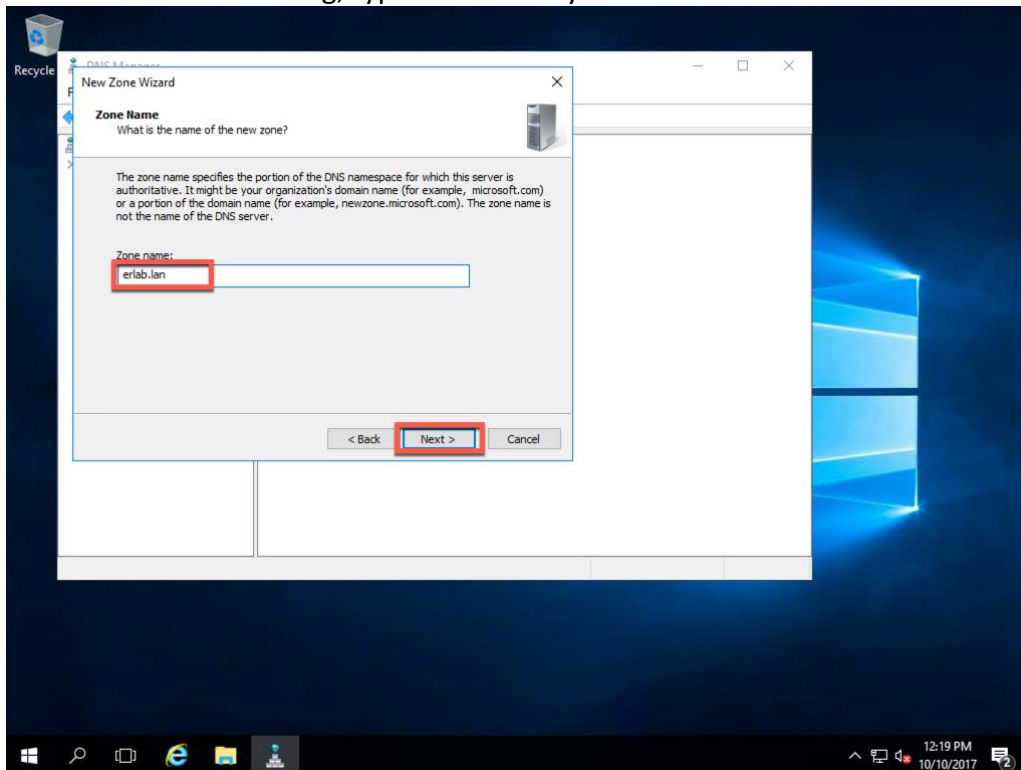 Recycle
DNS Manager
New Zone Wizard
Zone Name
What is the name of the new zone?
The zone name specifies the portion of the DNS namespace for which this server is
authoritative. It might be your organization's domain name (for example, microsoft.com)
or a portion of the domain name (for example, newzone.microsoft.com). The zone name is
not the name of the DNS server.
Zone name:
erlab.lan
< Back
Next >
Cancel
12:19 PM
10/10/2017
2